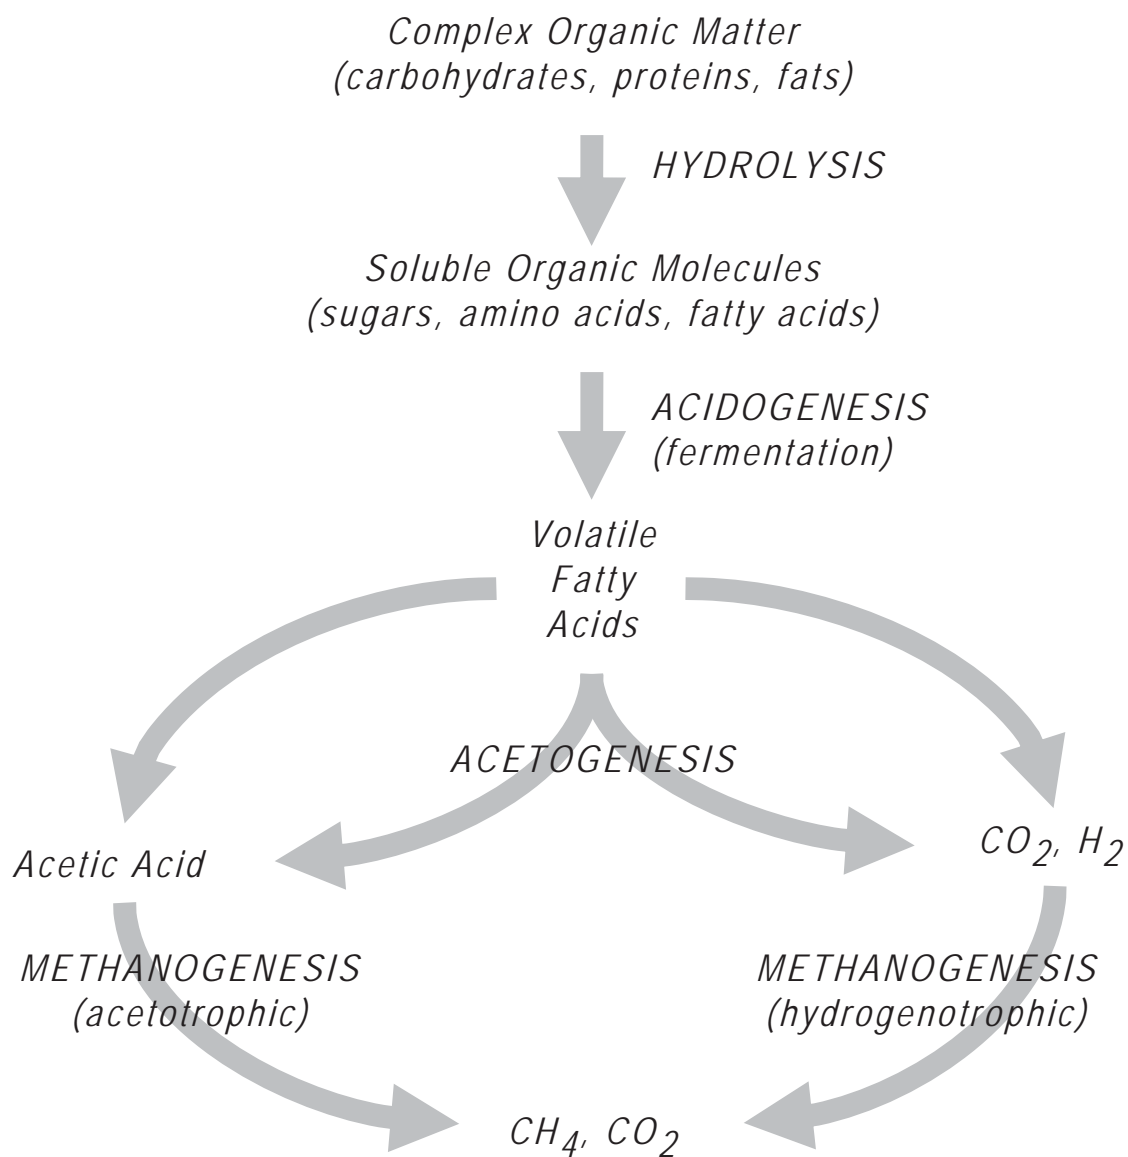 Complex Organic Matter
(carbohydrates, proteins, fats)
HYDROLYSIS
Soluble Organic Molecules
(sugars, amino acids, fatty acids)
ACIDOGENESIS
(fermentation)
Volatile
Fatty
Acids
ACETOGENESIS
Acetic Acid
CO2, H2
METHANOGENESIS
(acetotrophic)
METHANOGENESIS
(hydrogenotrophic)
CH4, CO2